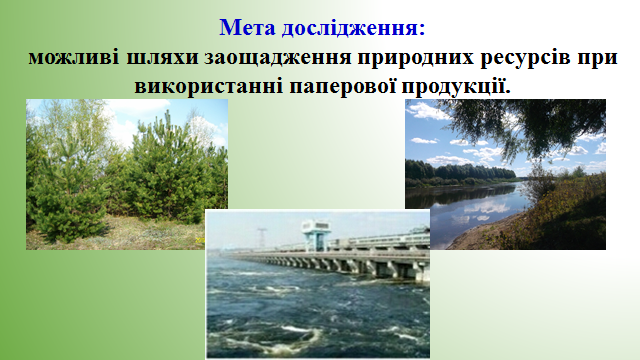 Мета дослідження:
можливі шляхи заощадження природних ресурсів при
використанні паперової продукції.